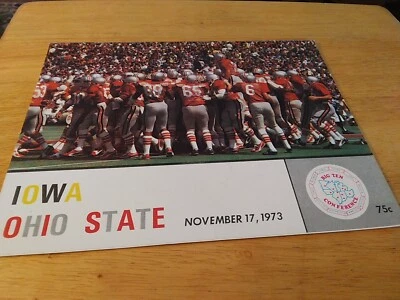 IOWA
OHIO STATE
NOVEMBER 17, 1973
BIG TEN
CONFERENCE
75c